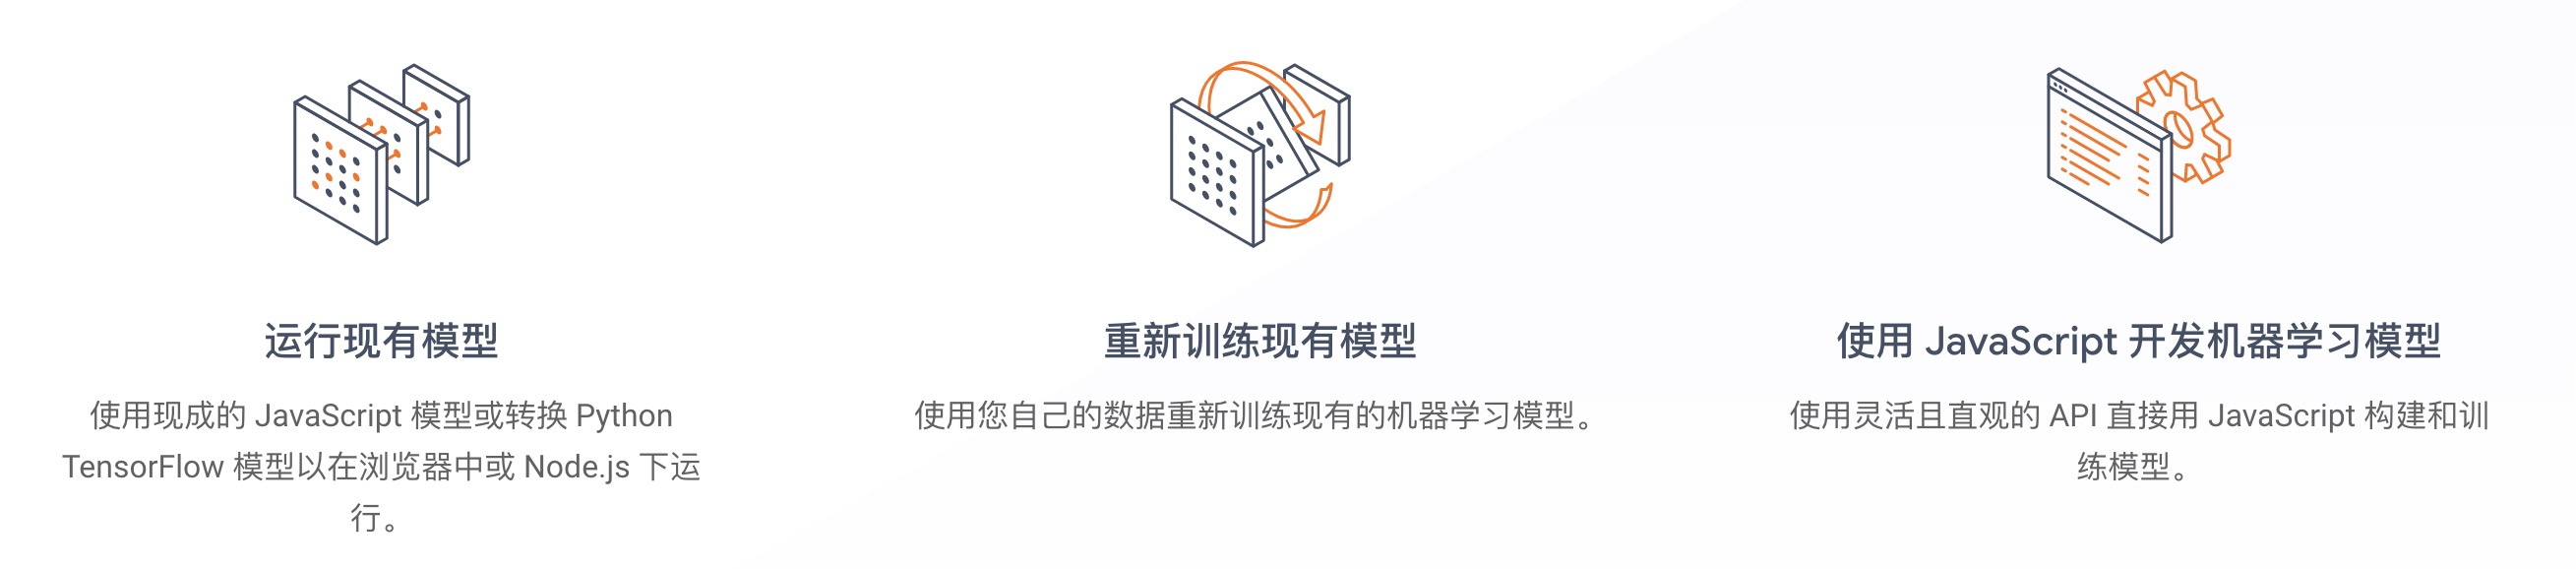 运行现有模型
使用现成的 JavaScript 模型或转换 Python
TensorFlow 模型以在浏览器中或 Node.js 下运
行。
重新训练现有模型
使用您自己的数据重新训练现有的机器学习模型。
使用 JavaScript 开发机器学习模型
使用灵活且直观的 API 直接用 JavaScript 构建和训
练模型。